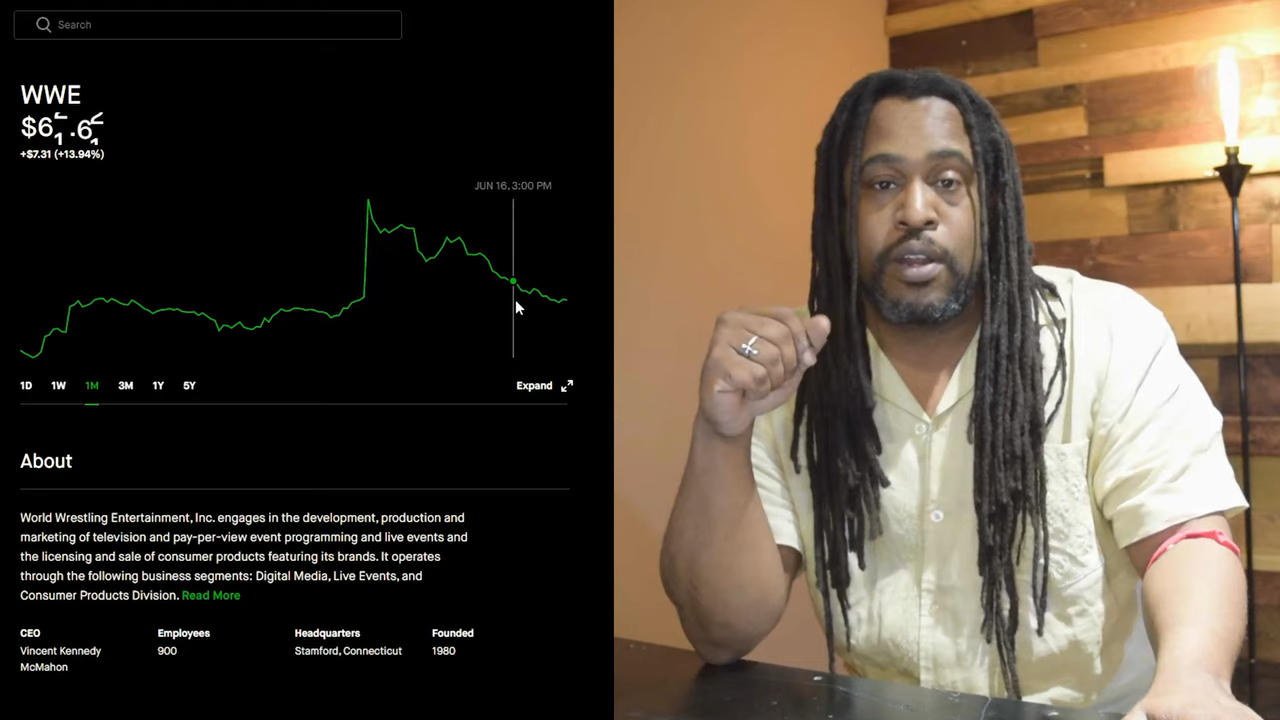 Search
WWE
+$7.31 (+13.94%)
JUN 16, 3:00 PM
1D 1W 1M 3M 1Y 5Y Expand
About
World Wrestling Entertainment, Inc. engages in the development, production and
marketing of television and pay-per-view event programming and live events and
the licensing and sale of consumer products featuring its brands. It operates
through the following business segments: Digital Media, Live Events, and
Consumer Products Division. Read More
CEO Employees Headquarters Founded
Vincent Kennedy 900 Stamford, Connecticut 1980
McMahon